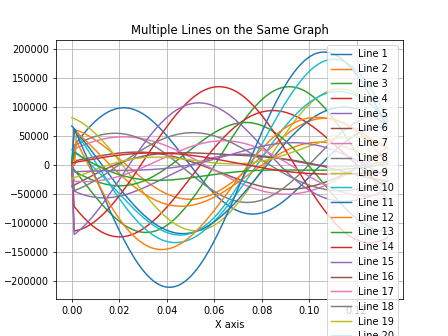 Multiple Lines on the Same Graph
200000
150000
100000
50000
0
−50000
−100000
−150000
−200000
0.00
0.02
0.04
0.06
0.08
0.10
X axis
Line 1
Line 2
Line 3
Line 4
Line 5
Line 6
Line 7
Line 8
Line 9
Line 10
Line 11
Line 12
Line 13
Line 14
Line 15
Line 16
Line 17
Line 18
Line 19
Line 20